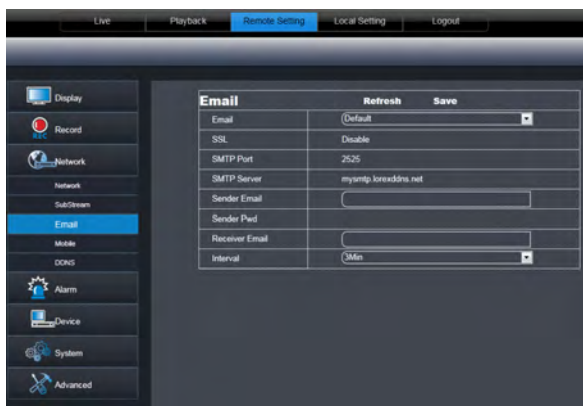 Live Playback Remote Setting Local Setting Logout
Display
REC Record
Network
Network
SubStream
Email
Mobile
DDNS
Alarm
Device
System
Advanced
Email Refresh Save
Email Default
SSL Disable
SMTP Port 2525
SMTP Server mysmtp.lorexddns.net
Sender Email
Sender Pwd
Receiver Email
Interval 3Min